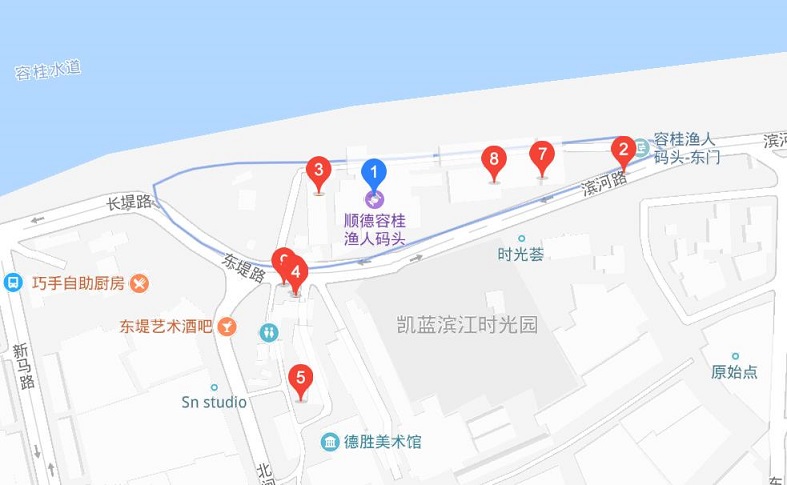 容桂水道
容桂渔人
码头-东门
滨河
3
1
8
7
2
长堤路
顺德容桂
渔人码头
滨河路
时光荟
东堤路
4
巧手自助厨房
凯蓝滨江时光园
东堤艺术酒吧
新马路
原始点
5
Sn studio
德胜美术馆